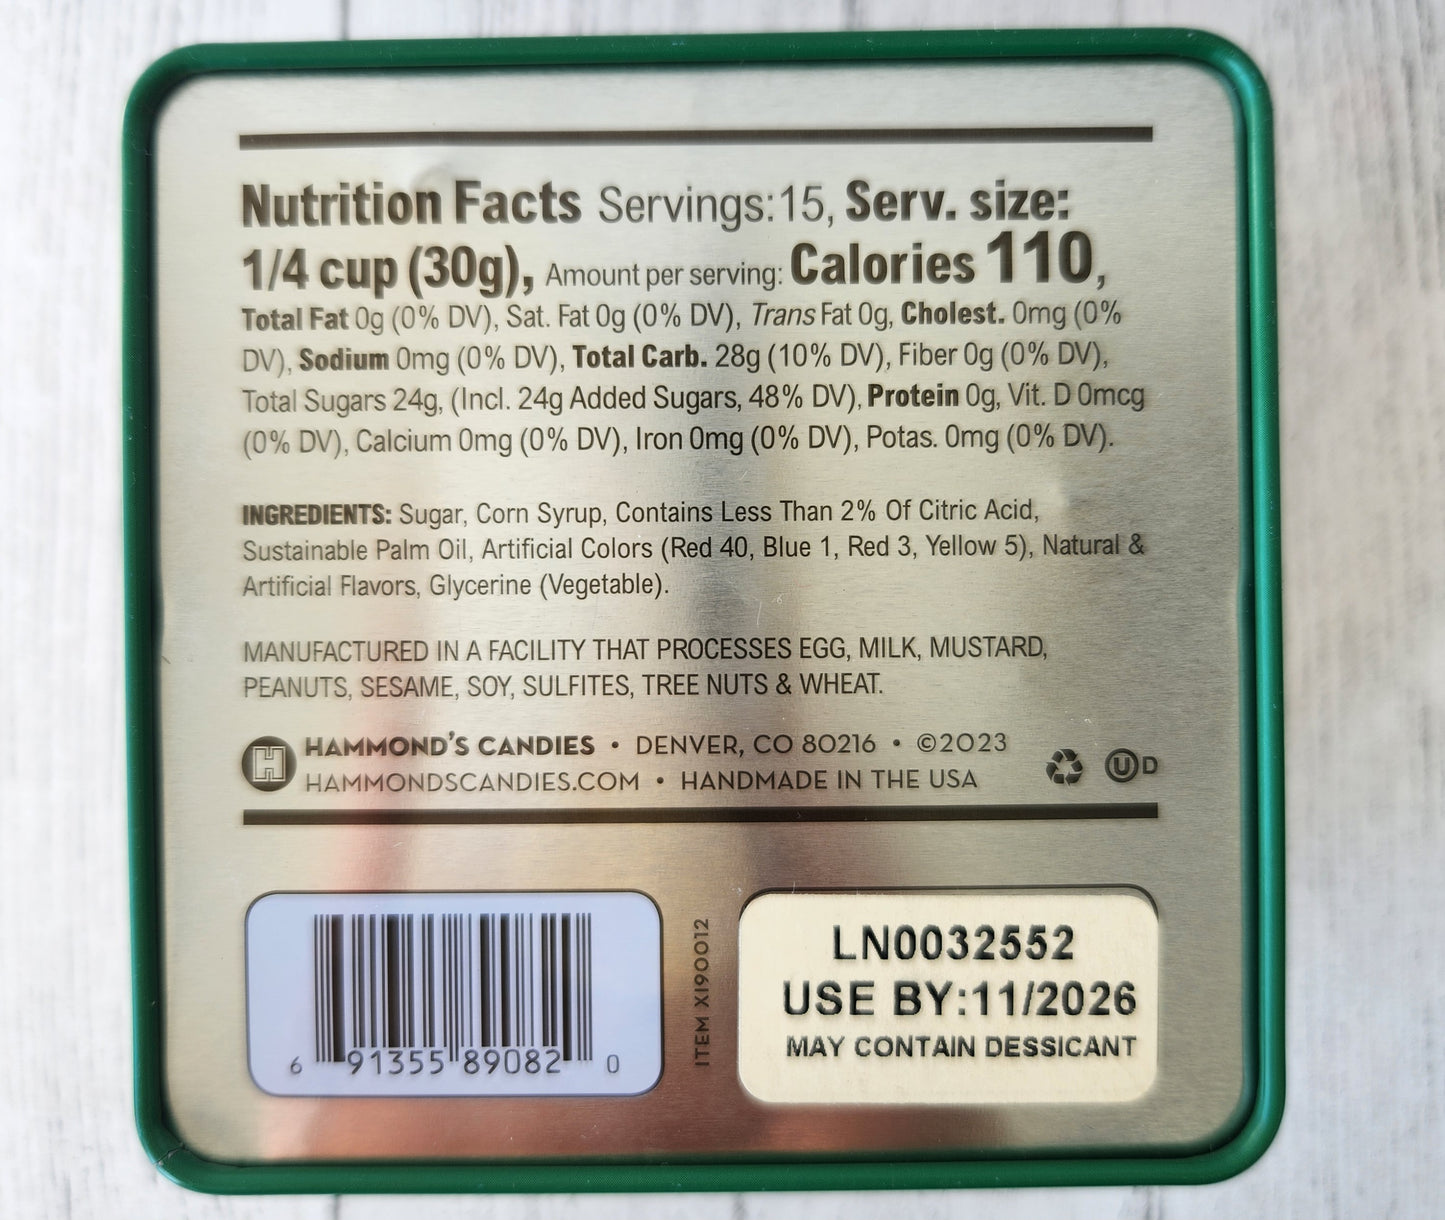 Nutrition Facts Servings:15, Serv. size:
1/4 cup (30g), Amount per serving: Calories 110,
Total Fat 0g (0% DV), Sat. Fat 0g (0% DV), Trans Fat 0g, Cholest. 0mg (0%
DV), Sodium 0mg (0% DV), Total Carb. 28g (10% DV), Fiber 0g (0% DV),
Total Sugars 24g, (Incl. 24g Added Sugars, 48% DV), Protein 0g, Vit. D 0mcg
(0% DV), Calcium 0mg (0% DV), Iron 0mg (0% DV), Potas. 0mg (0% DV).
INGREDIENTS: Sugar, Corn Syrup, Contains Less Than 2% Of Citric Acid,
Sustainable Palm Oil, Artificial Colors (Red 40, Blue 1, Red 3, Yellow 5), Natural &
Artificial Flavors, Glycerine (Vegetable).
MANUFACTURED IN A FACILITY THAT PROCESSES EGG, MILK, MUSTARD,
PEANUTS, SESAME, SOY, SULFITES, TREE NUTS & WHEAT.
H HAMMOND'S CANDIES • DENVER, CO 80216 • ©2023
HAMMONDSCANDIES.COM • HANDMADE IN THE USA
U D
6 91355 89082 0
ITEM XI90012
LN0032552
USE BY:11/2026
MAY CONTAIN DESSICANT